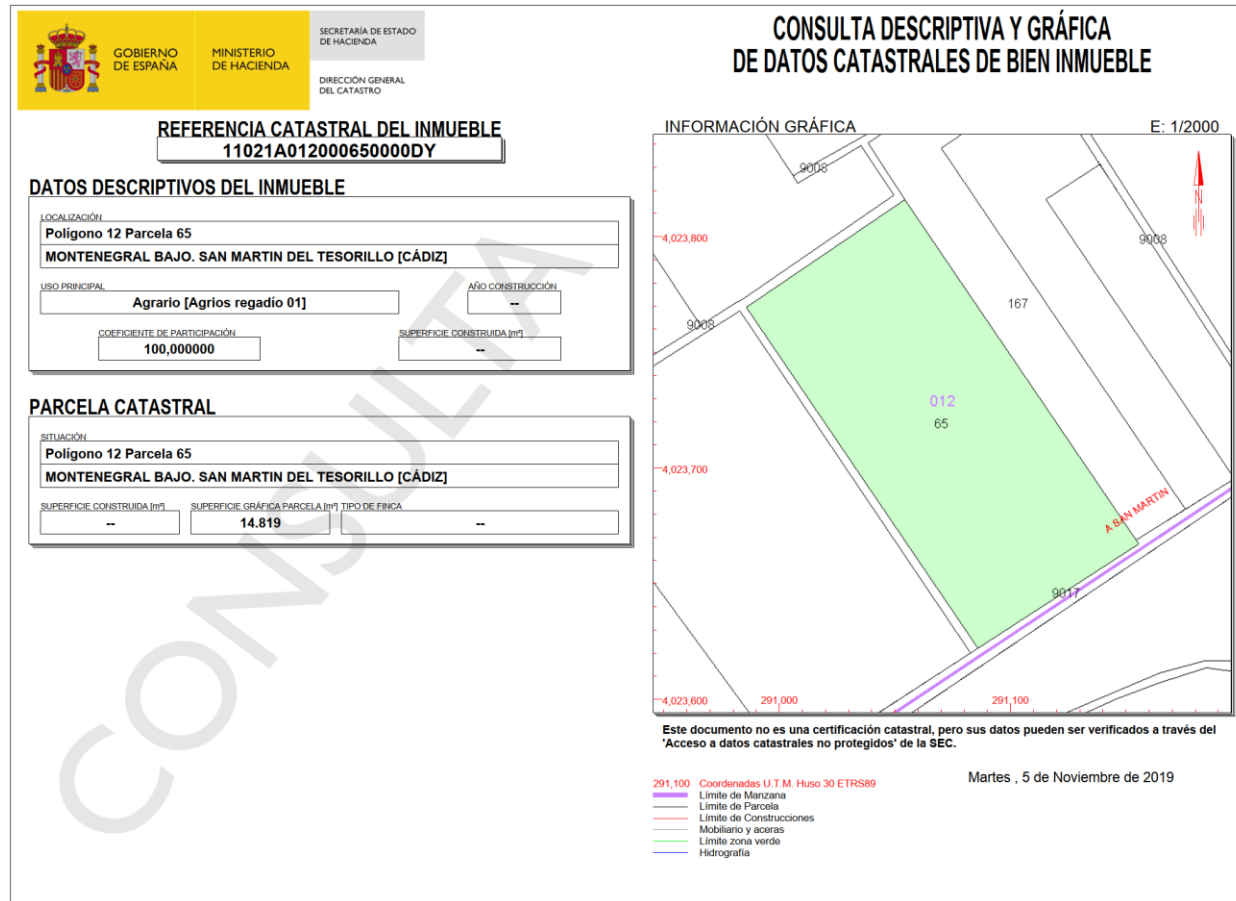 GOBIERNO
DE ESPAÑA
MINISTERIO
DE HACIENDA
SECRETARÍA DE ESTADO
DE HACIENDA
DIRECCIÓN GENERAL
DEL CATASTRO
CONSULTA DESCRIPTIVA Y GRÁFICA
DE DATOS CATASTRALES DE BIEN INMUEBLE
REFERENCIA CATASTRAL DEL INMUEBLE
11021A012000650000DY
DATOS DESCRIPTIVOS DEL INMUEBLE
LOCALIZACIÓN
Polígono 12 Parcela 65
MONTENEGRAL BAJO. SAN MARTIN DEL TESORILLO [CÁDIZ]
USO PRINCIPAL
Agrario [Agrios regadío 01]
AÑO CONSTRUCCIÓN
--
COEFICIENTE DE PARTICIPACIÓN
100,000000
SUPERFICIE CONSTRUIDA [m²]
--
PARCELA CATASTRAL
SITUACIÓN
Polígono 12 Parcela 65
MONTENEGRAL BAJO. SAN MARTIN DEL TESORILLO [CÁDIZ]
SUPERFICIE CONSTRUIDA [m²]
--
SUPERFICIE GRÁFICA PARCELA [m²]
14.819
TIPO DE FINCA
--
CONSULTA
INFORMACIÓN GRÁFICA E: 1/2000
9008
N
4,023,800
9008
167
9008
012
65
4,023,700
A SAN MARTIN
9017
4,023,600
291,000
291,100
Este documento no es una certificación catastral, pero sus datos pueden ser verificados a través del
'Acceso a datos catastrales no protegidos' de la SEC.
Martes , 5 de Noviembre de 2019
291,100 Coordenadas U.T.M. Huso 30 ETRS89
Límite de Manzana
Límite de Parcela
Límite de Construcciones
Mobiliario y aceras
Límite zona verde
Hidrografía